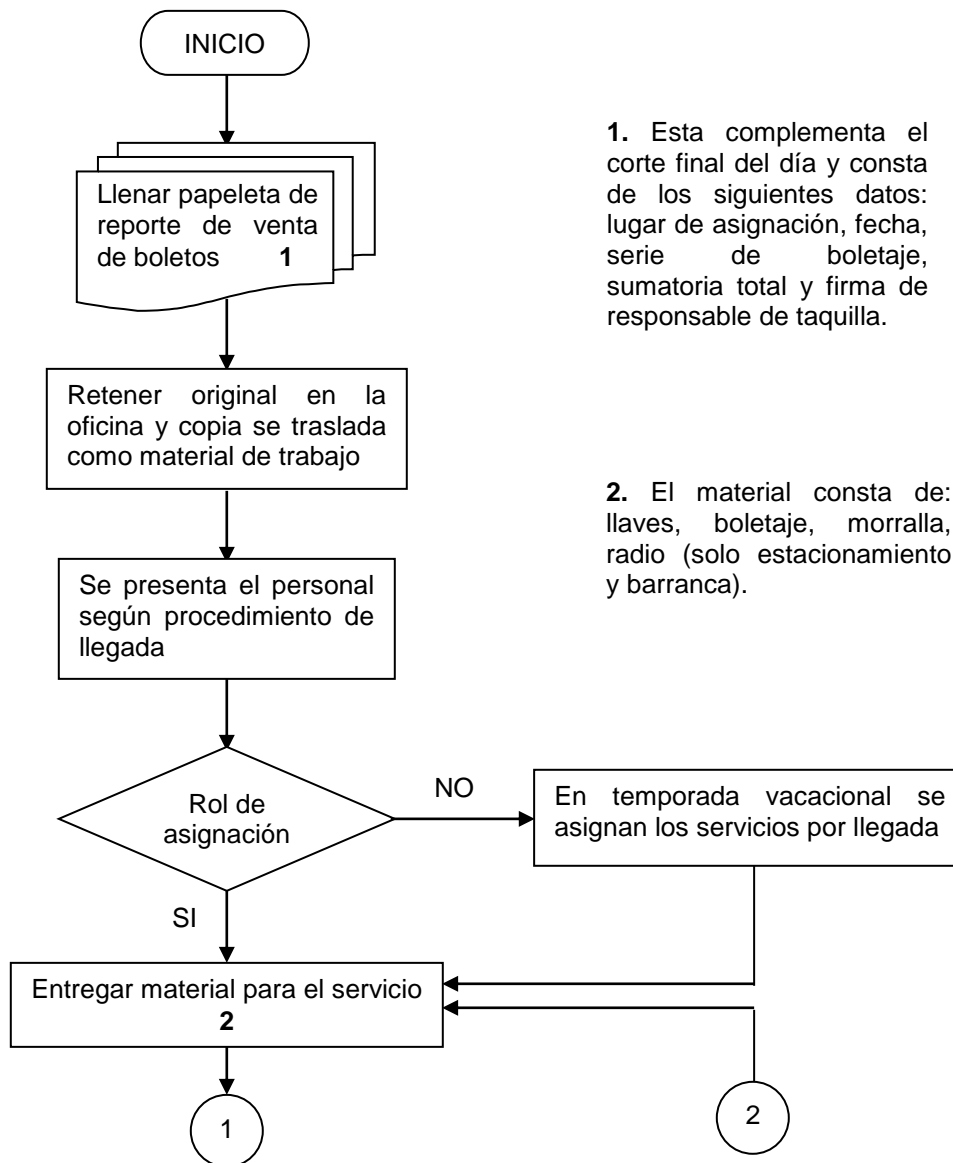 INICIO
Llenar papeleta de
reporte de venta
de boletos 1
1. Esta complementa el
corte final del día y consta
de los siguientes datos:
lugar de asignación, fecha,
serie de boletaje,
sumatoria total y firma de
responsable de taquilla.
Retener original en la
oficina y copia se traslada
como material de trabajo
2. El material consta de:
llaves, boletaje, morralla,
radio (solo estacionamiento
y barranca).
Se presenta el personal
según procedimiento de
llegada
Rol de
asignación
NO
En temporada vacacional se
asignan los servicios por llegada
SI
Entregar material para el servicio
2
1
2